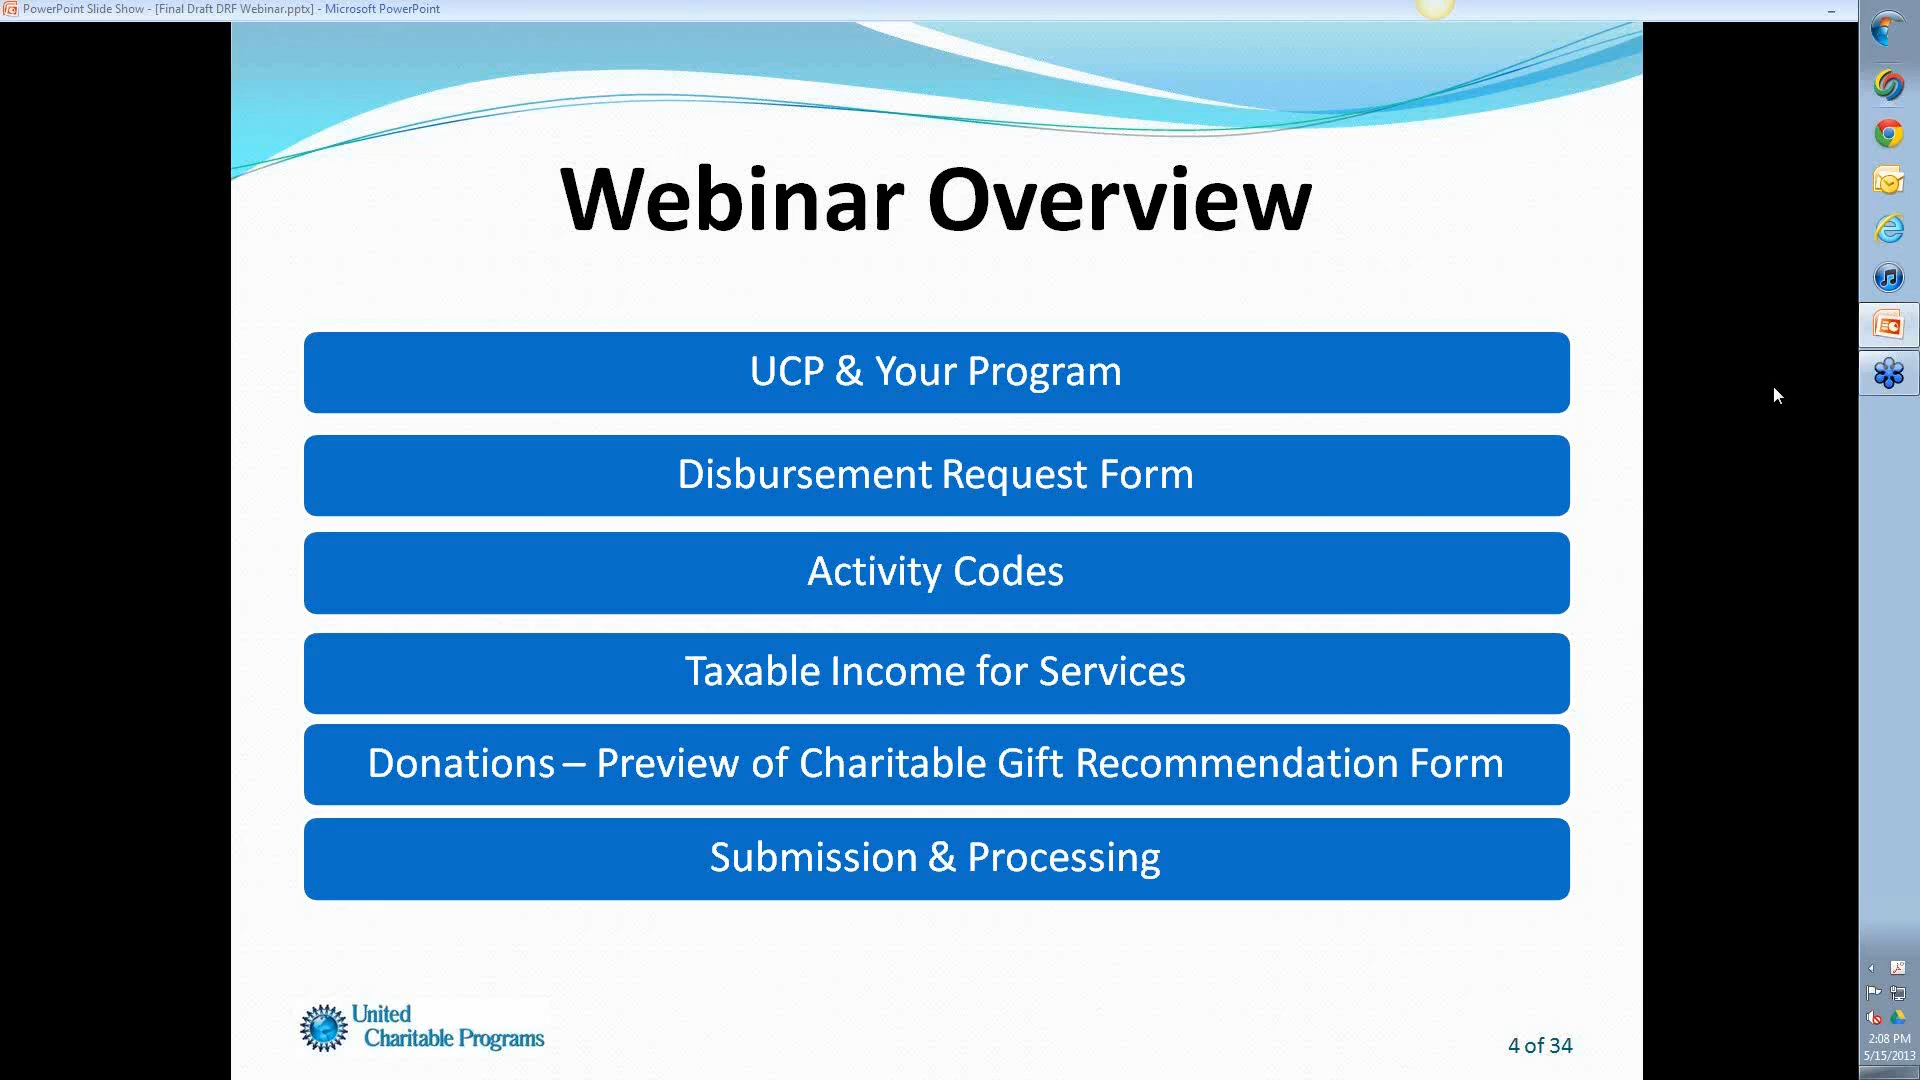 PowerPoint Slide Show - [Final Draft DRF Webinar.pptx] - Microsoft PowerPoint
Webinar Overview
UCP & Your Program
Disbursement Request Form
Activity Codes
Taxable Income for Services
Donations – Preview of Charitable Gift Recommendation Form
Submission & Processing
United
Charitable Programs
4 of 34
2:08 PM
5/15/2013